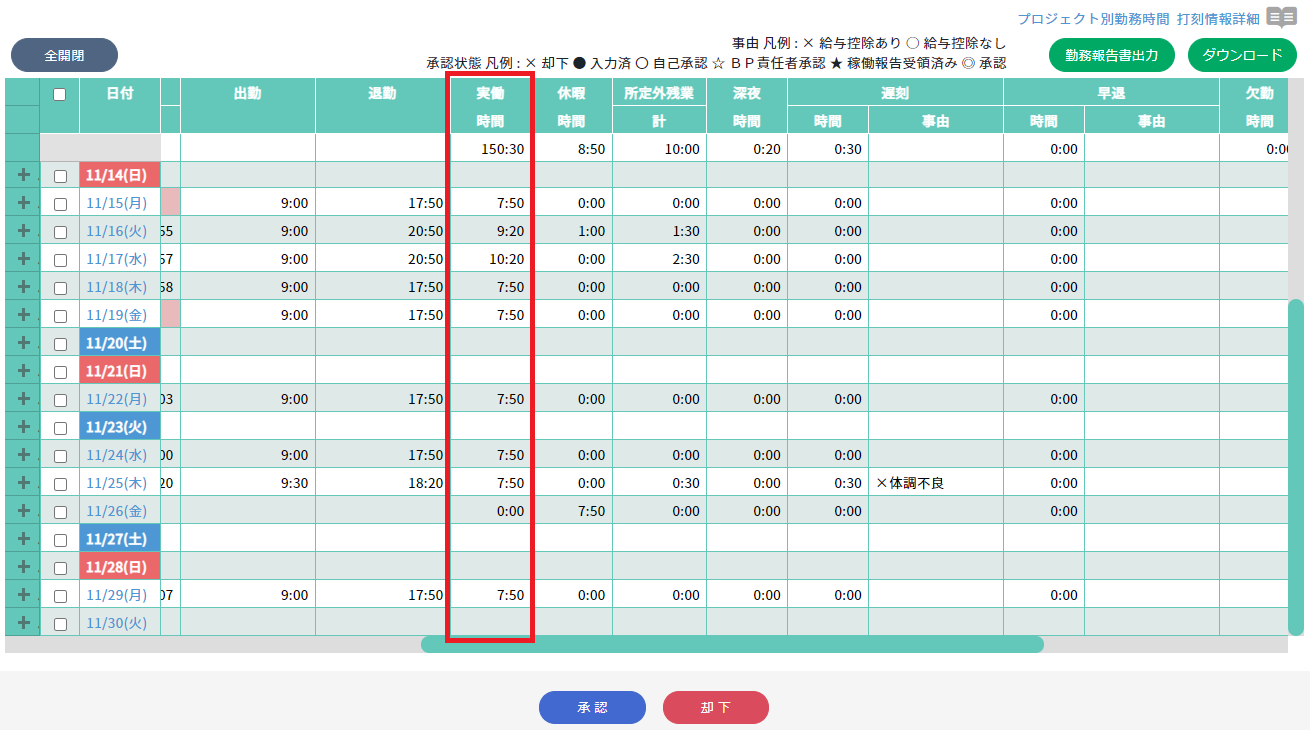 プロジェクト別勤務時間 打刻情報詳細
全開閉
事由 凡例 : × 給与控除あり ○ 給与控除なし
承認状態 凡例 : × 却下 ● 入力済 ○ 自己承認 ☆ ＢＰ責任者承認 ★ 稼働報告受領済み ◎ 承認
勤務報告書出力 ダウンロード
日付 出勤 退勤 実働 休暇 所定外残業 深夜 遅刻 早退 欠勤
時間 時間 計 時間 時間 事由 時間 事由 時間
150:30 8:50 10:00 0:20 0:30 0:00
11/14(日)
11/15(月) 9:00 17:50 7:50 0:00 0:00 0:00 0:00 0:00
11/16(火) 55 9:00 20:50 9:20 1:00 1:30 0:00 0:00 0:00
11/17(水) 57 9:00 20:50 10:20 0:00 2:30 0:00 0:00 0:00
11/18(木) 58 9:00 17:50 7:50 0:00 0:00 0:00 0:00 0:00
11/19(金) 9:00 17:50 7:50 0:00 0:00 0:00 0:00 0:00
11/20(土)
11/21(日)
11/22(月) 03 9:00 17:50 7:50 0:00 0:00 0:00 0:00 0:00
11/23(火)
11/24(水) 00 9:00 17:50 7:50 0:00 0:00 0:00 0:00 0:00
11/25(木) 20 9:30 18:20 7:50 0:00 0:30 0:00 0:30 ×体調不良 0:00
11/26(金) 0:00 7:50 0:00 0:00 0:00 0:00
11/27(土)
11/28(日)
11/29(月) 07 9:00 17:50 7:50 0:00 0:00 0:00 0:00 0:00
11/30(火)
承 認 却 下